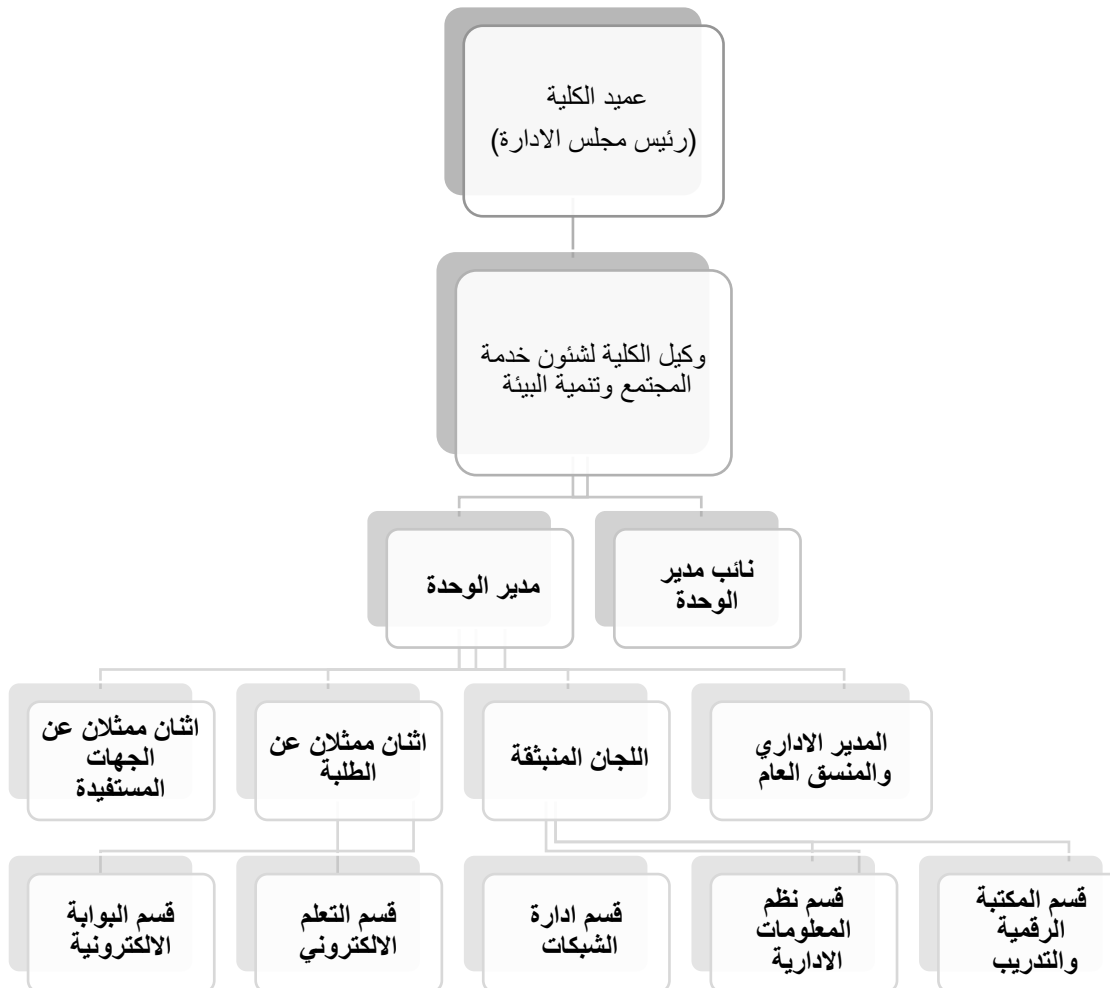 عميد الكلية
(رئيس مجلس الادارة)
وكيل الكلية لشئون خدمة
المجتمع وتنمية البيئة
نائب مدير
الوحدة
مدير الوحدة
المدير الاداري
والمنسق العام
اللجان المنبثقة
اثنان ممثلان عن
الطلبة
اثنان ممثلان عن
الجهات
المستفيدة
قسم المكتبة
الرقمية
والتدريب
قسم نظم
المعلومات
الادارية
قسم ادارة
الشبكات
قسم التعلم
الالكتروني
قسم البوابة
الالكترونية